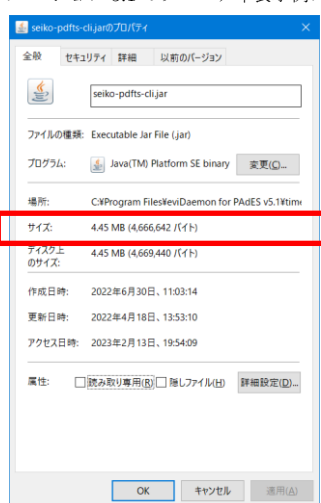 seiko-pdfts-cli.jarのプロパティ
全般 セキュリティ 詳細 以前のバージョン
seiko-pdfts-cli.jar
ファイルの種類: Executable Jar File (.jar)
プログラム: Java(TM) Platform SE binary 変更(C)...
場所: C:¥Program Files¥eviDaemon for PAdES v5.1¥time
サイズ: 4.45 MB (4,666,642 バイト)
ディスク上
のサイズ: 4.45 MB (4,669,440 バイト)
作成日時: 2022年6月30日、11:03:14
更新日時: 2022年4月18日、13:53:10
アクセス日時: 2023年2月13日、19:54:09
属性: 読み取り専用(R) 隠しファイル(H) 詳細設定(D)...
OK キャンセル 適用(A)